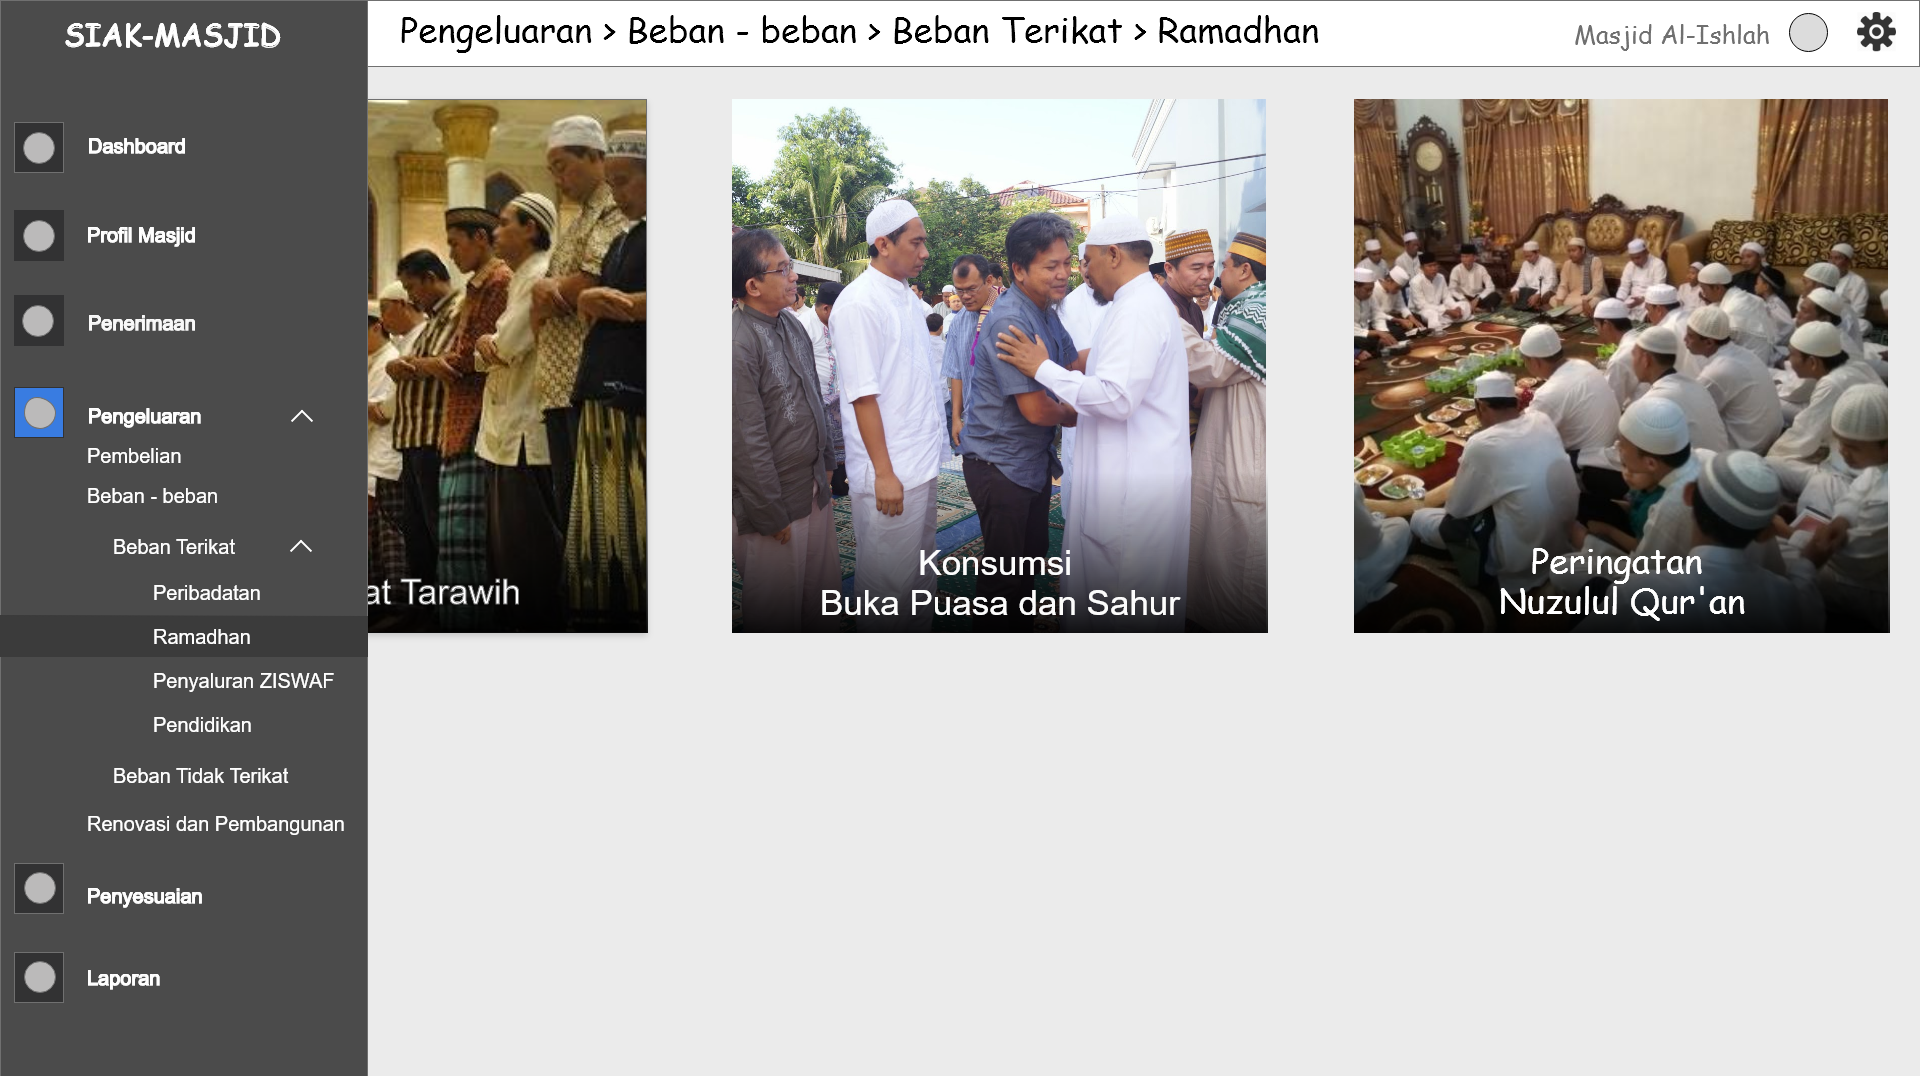 SIAK-MASJID
Pengeluaran > Beban - beban > Beban Terikat > Ramadhan
Masjid Al-Ishlah
Dashboard
Profil Masjid
Penerimaan
Pengeluaran
Pembelian
Beban - beban
Beban Terikat
Peribadatan
Ramadhan
Penyaluran ZISWAF
Pendidikan
Beban Tidak Terikat
Renovasi dan Pembangunan
Penyesuaian
Laporan
at Tarawih
Konsumsi
Buka Puasa dan Sahur
Peringatan
Nuzulul Qur'an